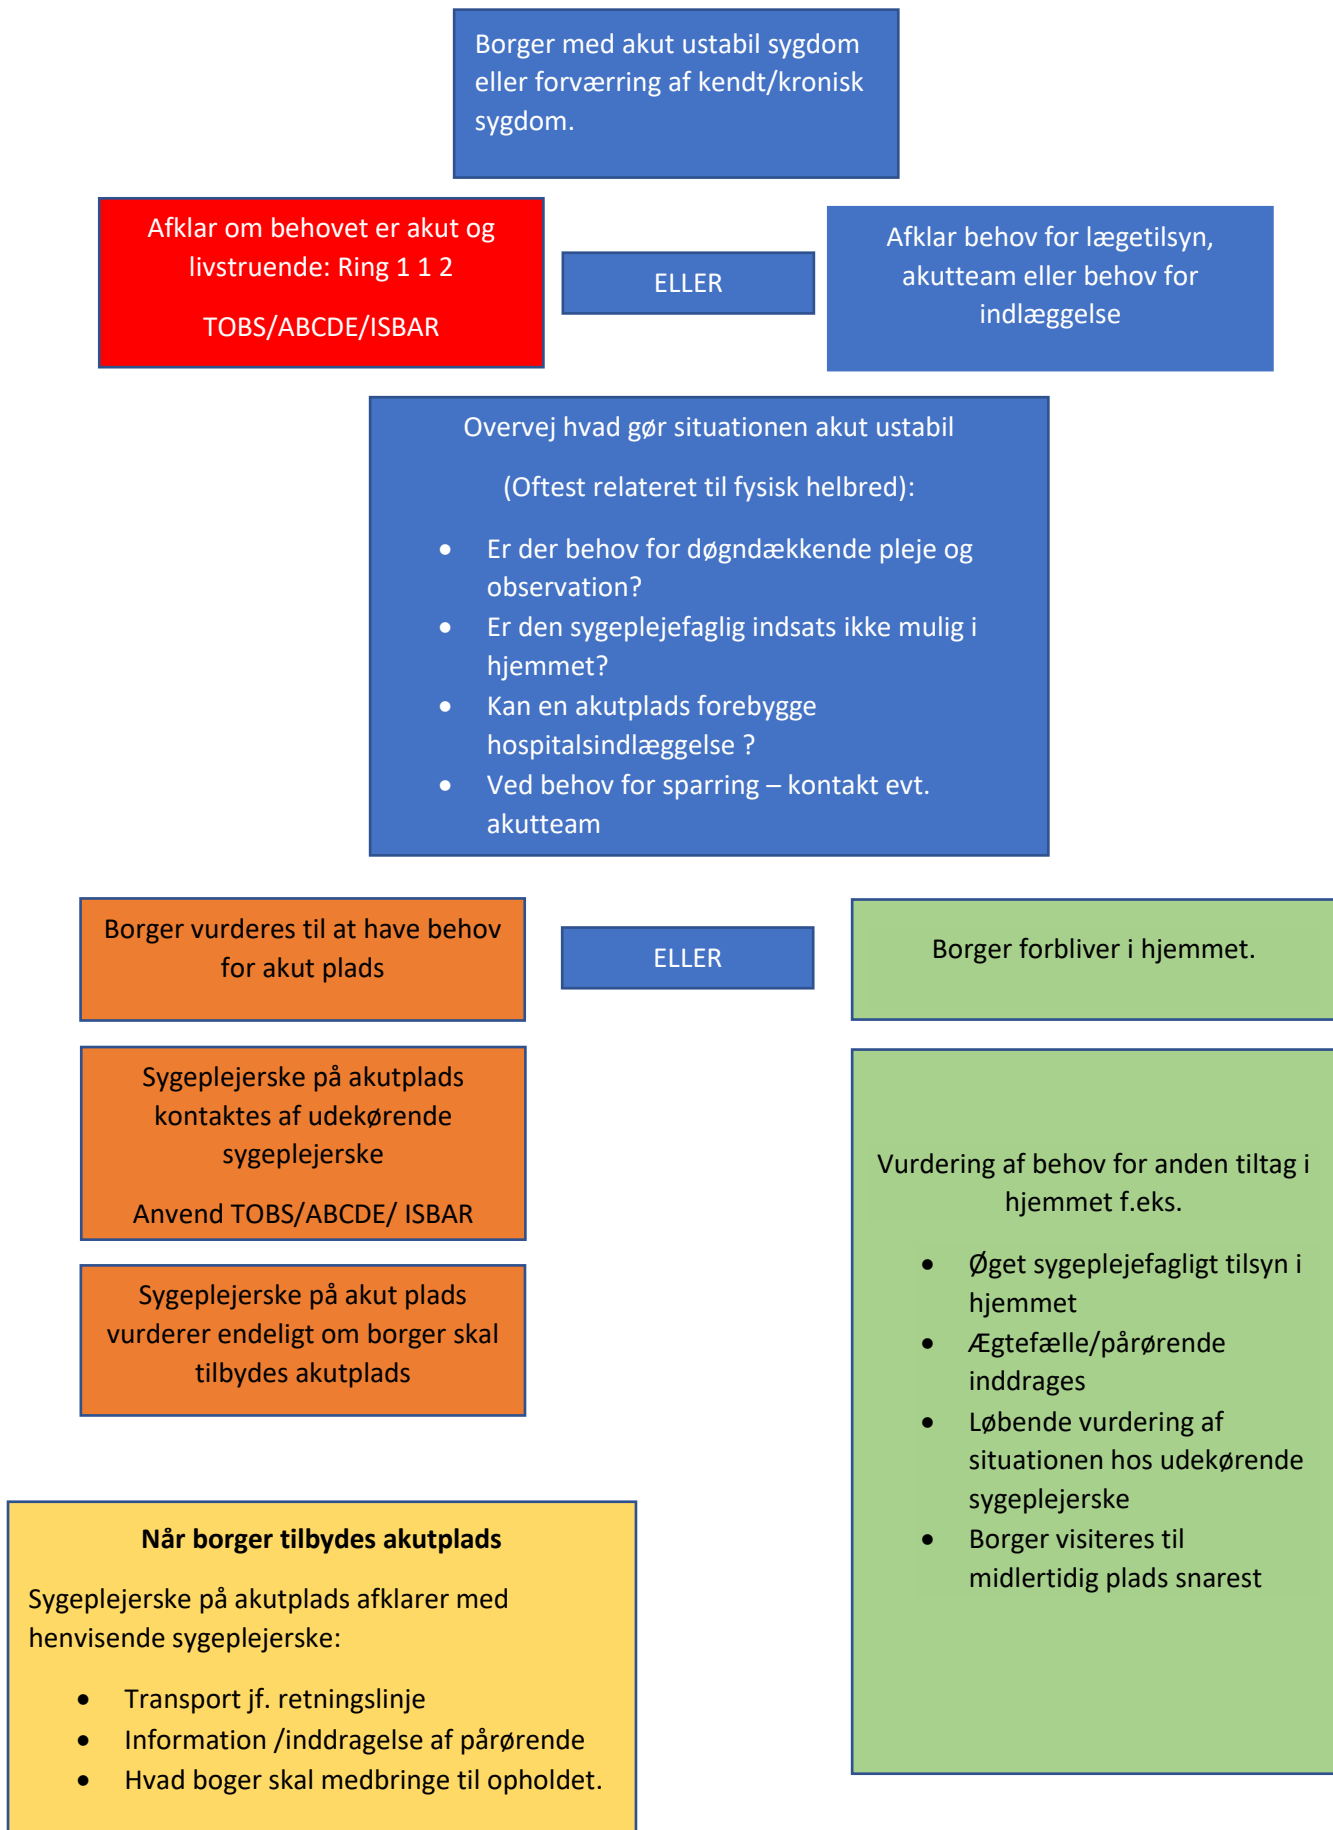 Borger med akut ustabil sygdom
eller forværring af kendt/kronisk
sygdom.
Afklar om behovet er akut og
livstruende: Ring 1 1 2
TOBS/ABCDE/ISBAR
ELLER
Afklar behov for lægetilsyn,
akutteam eller behov for
indlæggelse
Overvej hvad gør situationen akut ustabil
(Oftest relateret til fysisk helbred):
• Er der behov for døgndækkende pleje og
observation?
• Er den sygeplejefaglig indsats ikke mulig i
hjemmet?
• Kan en akutplads forebygge
hospitalsindlæggelse ?
• Ved behov for sparring – kontakt evt.
akutteam
Borger vurderes til at have behov
for akut plads
ELLER
Borger forbliver i hjemmet.
Sygeplejerske på akutplads
kontaktes af udekørende
sygeplejerske
Anvend TOBS/ABCDE/ ISBAR
Sygeplejerske på akut plads
vurderer endeligt om borger skal
tilbydes akutplads
Vurdering af behov for anden tiltag i
hjemmet f.eks.
• Øget sygeplejefagligt tilsyn i
hjemmet
• Ægtefælle/pårørende
inddrages
• Løbende vurdering af
situationen hos udekørende
sygeplejerske
• Borger visiteres til
midlertidig plads snarest
Når borger tilbydes akutplads
Sygeplejerske på akutplads afklarer med
henvisende sygeplejerske:
• Transport jf. retningslinje
• Information /inddragelse af pårørende
• Hvad boger skal medbringe til opholdet.